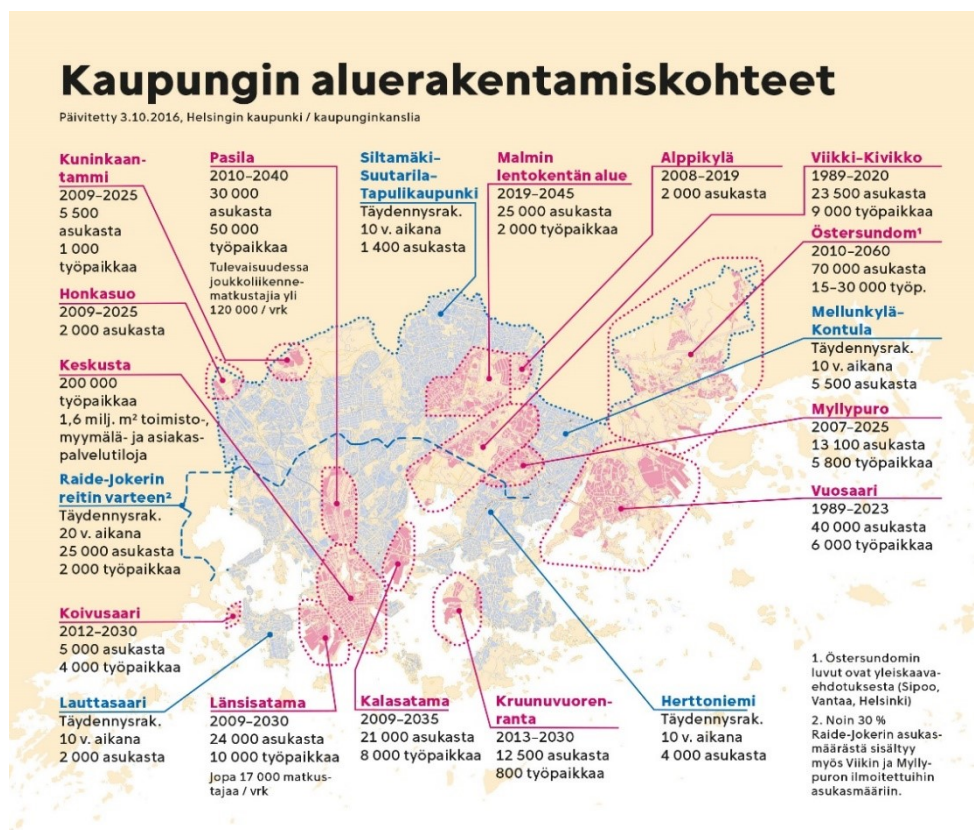 Kaupungin aluerakentamiskohteet
Päivitetty 3.10.2016, Helsingin kaupunki / kaupunginkanslia
Kuninkaan-
tammi
2009–2025
5 500
asukasta
1 000
työpaikkaa
Honkasuo
2009–2025
2 000 asukasta
Keskusta
200 000
työpaikkaa
1,6 milj. m² toimisto-,
myymälä- ja asiakas-
palvelutiloja
Raide-Jokerin
reitin varteen²
Täydennysrak.
20 v. aikana
25 000 asukasta
2 000 työpaikkaa
Koivusaari
2012–2030
5 000 asukasta
4 000 työpaikkaa
Lauttasaari
Täydennysrak.
10 v. aikana
2 000 asukasta
Pasila
2010–2040
30 000
asukasta
50 000
työpaikkaa
Tulevaisuudessa
joukkoliikenne-
matkustajia yli
120 000 / vrk
Siltamäki–
Suutarila–
Tapulikaupunki
Täydennysrak.
10 v. aikana
1 400 asukasta
Malmin
lentokentän alue
2019–2045
25 000 asukasta
2 000 työpaikkaa
Alppikylä
2008–2019
2 000 asukasta
Viikki–Kivikko
1989–2020
23 500 asukasta
9 000 työpaikkaa
Östersundom¹
2010–2060
70 000 asukasta
15–30 000 työp.
Mellunkylä-
Kontula
Täydennysrak.
10 v. aikana
5 500 asukasta
Myllypuro
2007–2025
13 100 asukasta
5 800 työpaikkaa
Vuosaari
1989–2023
40 000 asukasta
6 000 työpaikkaa
Länsisatama
2009–2030
24 000 asukasta
10 000 työpaikkaa
Jopa 17 000 matkus-
tajaa / vrk
Kalasatama
2009–2035
21 000 asukasta
8 000 työpaikkaa
Kruunuvuoren-
ranta
2013–2030
12 500 asukasta
800 työpaikkaa
Herttoniemi
Täydennysrak.
10 v. aikana
4 000 asukasta
1. Östersundomin
luvut ovat yleiskaava-
ehdotuksesta (Sipoo,
Vantaa, Helsinki)
2. Noin 30 %
Raide-Jokerin asukas-
määrästä sisältyy
myös Viikin ja Mylly-
puron ilmoitettuihin
asukasmääriin.